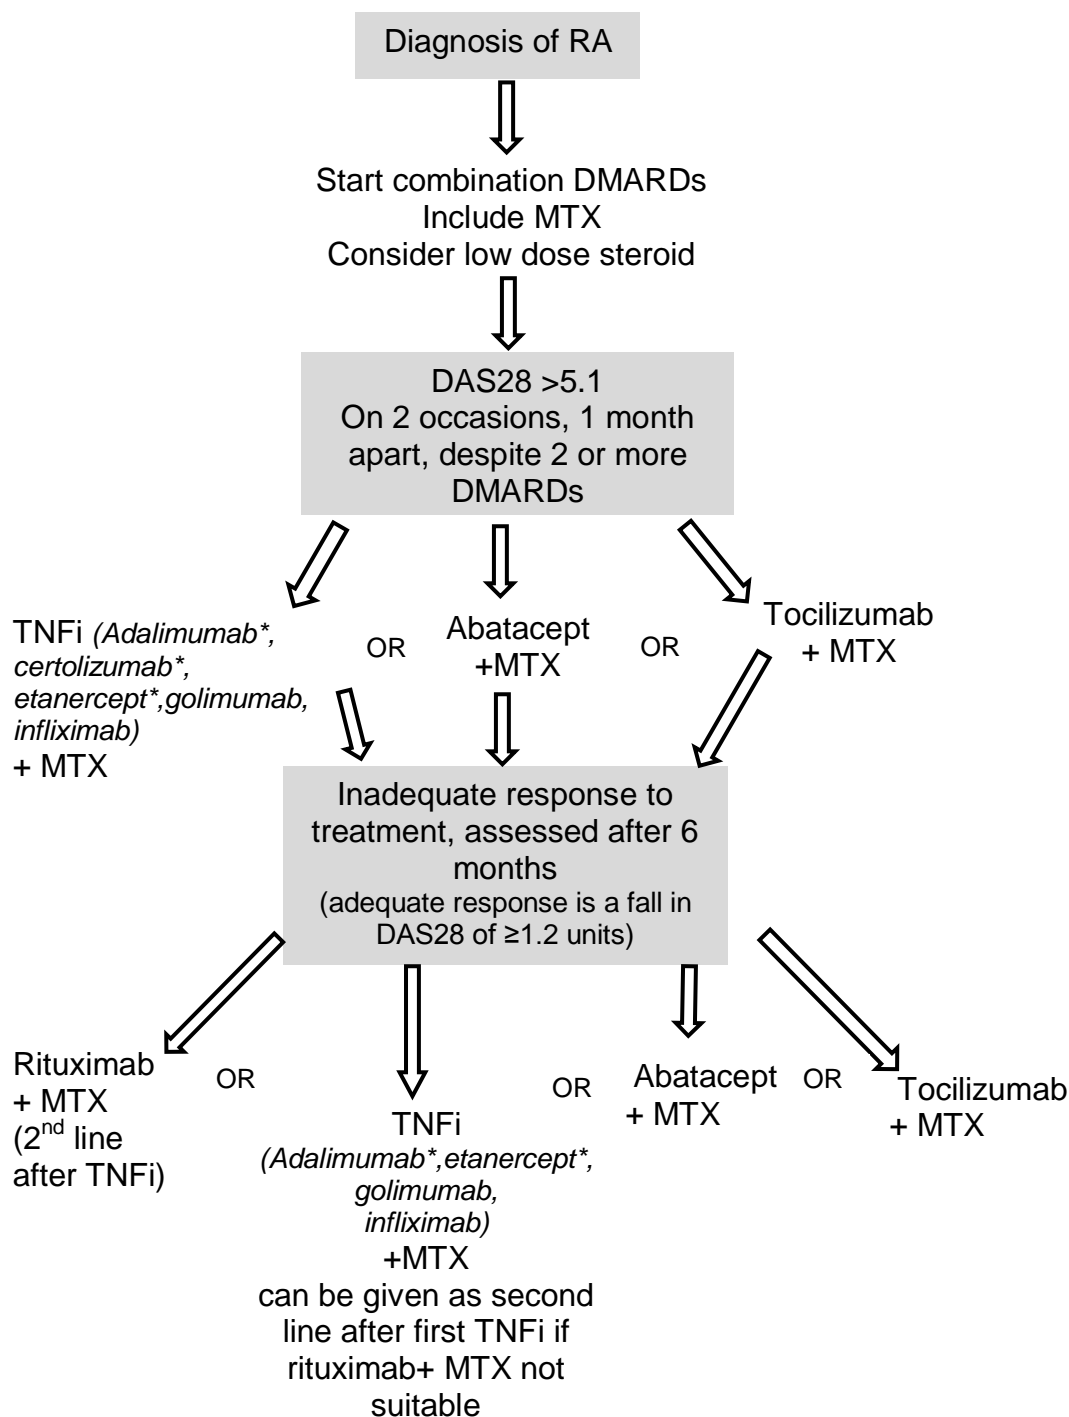 Diagnosis of RA
Start combination DMARDs
Include MTX
Consider low dose steroid
DAS28 >5.1
On 2 occasions, 1 month
apart, despite 2 or more
DMARDs
TNFi (Adalimumab*,
certolizumab*,
etanercept*,golimumab,
infliximab)
+ MTX
OR
Abatacept
+MTX
OR
Tocilizumab
+ MTX
Inadequate response to
treatment, assessed after 6
months
(adequate response is a fall in
DAS28 of ≥1.2 units)
Rituximab
+ MTX
(2nd line
after TNFi)
OR
TNFi
(Adalimumab*,etanercept*,
golimumab,
infliximab)
+MTX
can be given as second
line after first TNFi if
rituximab+ MTX not
suitable
OR
Abatacept
+ MTX
OR
Tocilizumab
+ MTX